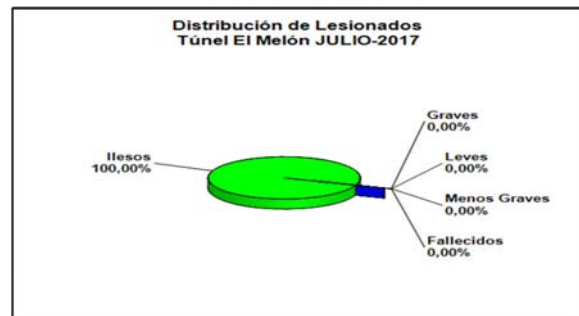 Distribución de Lesionados
Túnel El Melón JULIO-2017
Ilesos
100,00%
Graves
0,00%
Leves
0,00%
Menos Graves
0,00%
Fallecidos
0,00%